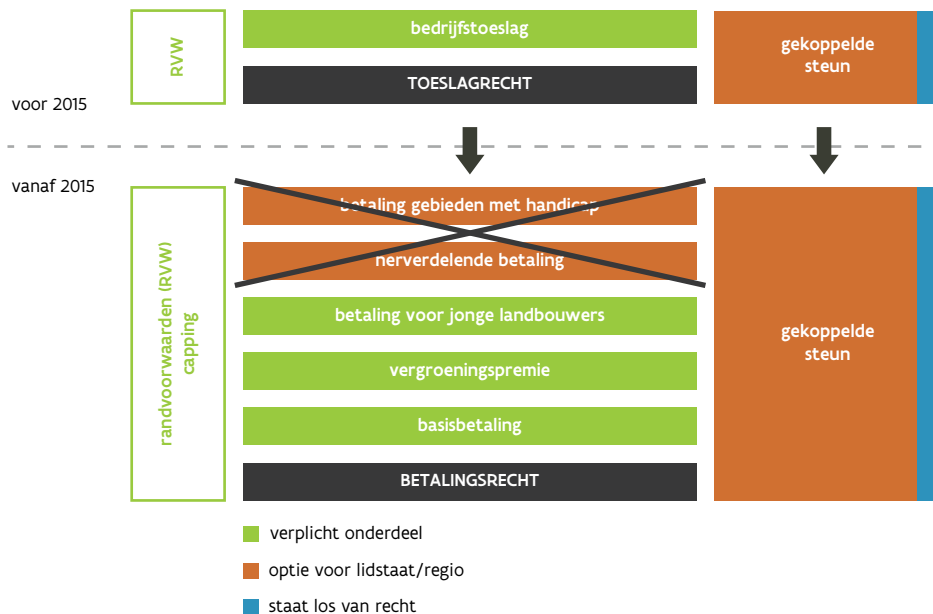 voor 2015
RVW
bedrijfstoeslag
TOESLAGRECHT
gekoppelde
steun
vanaf 2015
randvoorwaarden (RVW)
capping
betaling gebieden met handicap
nerverdelende betaling
betaling voor jonge landbouwers
vergroeningspremie
basisbetaling
BETALINGSRECHT
gekoppelde
steun
verplicht onderdeel
optie voor lidstaat/regio
staat los van recht